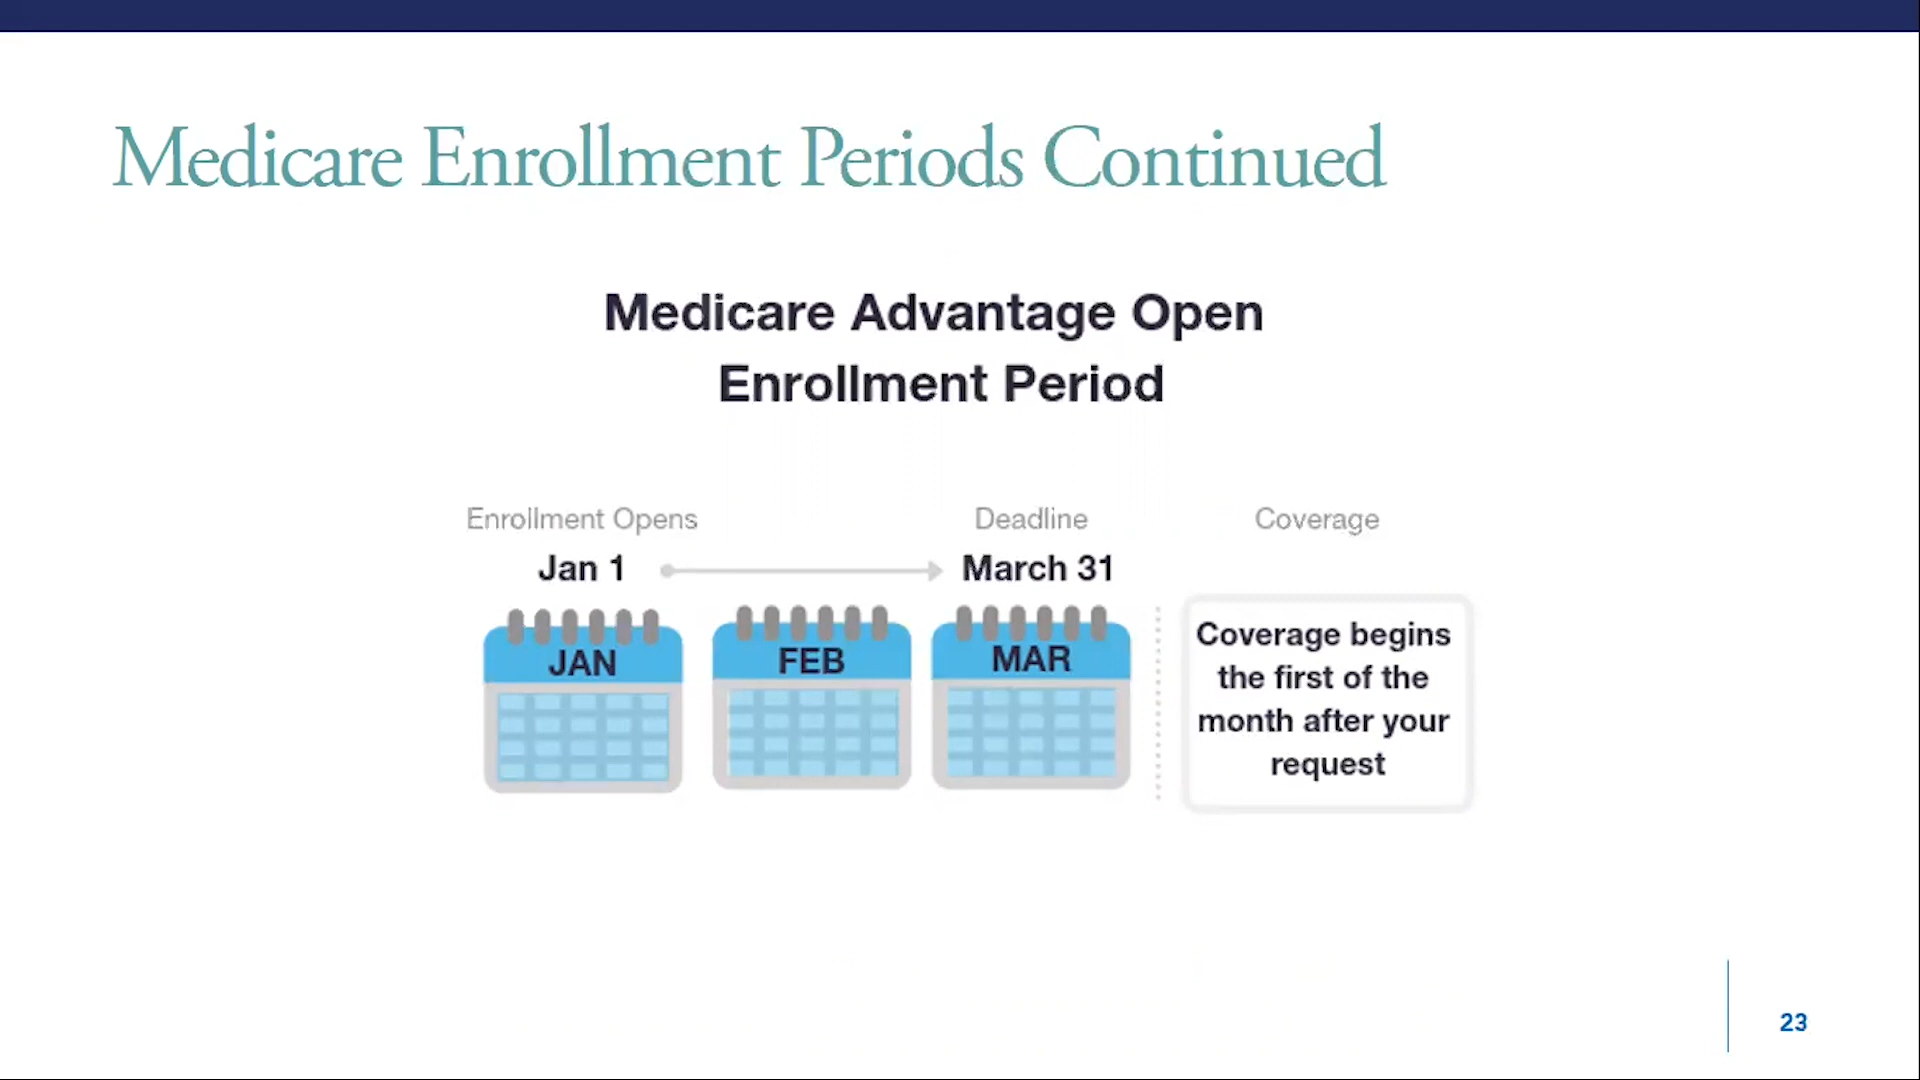 Medicare Enrollment Periods Continued
Medicare Advantage Open
Enrollment Period
Enrollment Opens
Jan 1
Deadline
March 31
Coverage
JAN
FEB
MAR
Coverage begins
the first of the
month after your
request
23